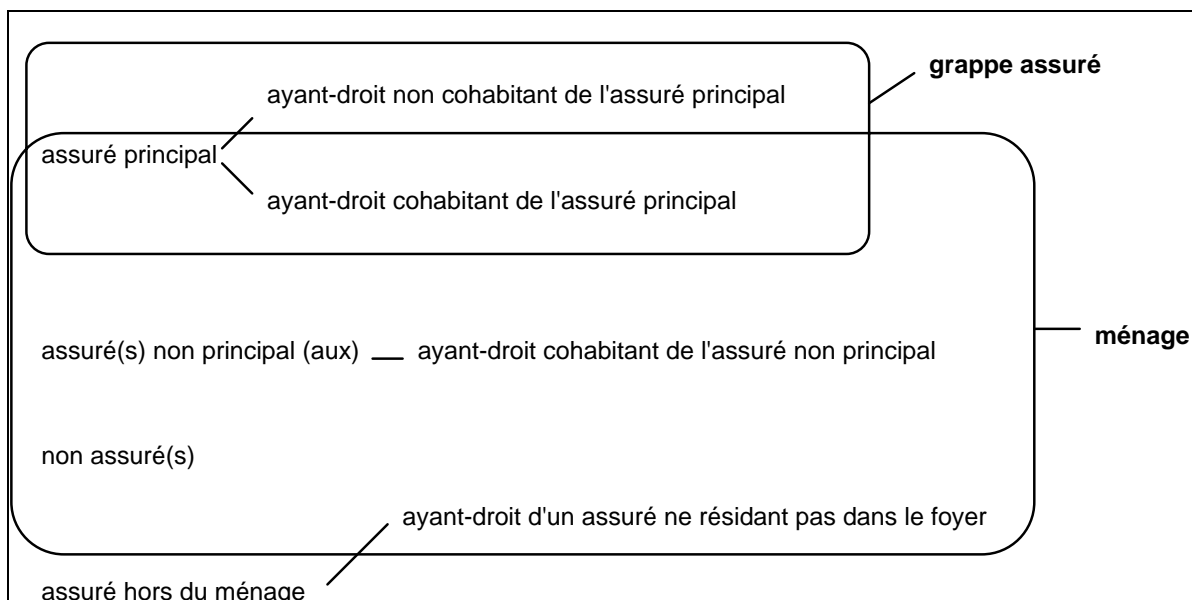 grappe assuré
ayant-droit non cohabitant de l'assuré principal
assuré principal
ayant-droit cohabitant de l'assuré principal
ménage
assuré(s) non principal (aux) ayant-droit cohabitant de l'assuré non principal
non assuré(s)
ayant-droit d'un assuré ne résidant pas dans le foyer
assuré hors du ménage